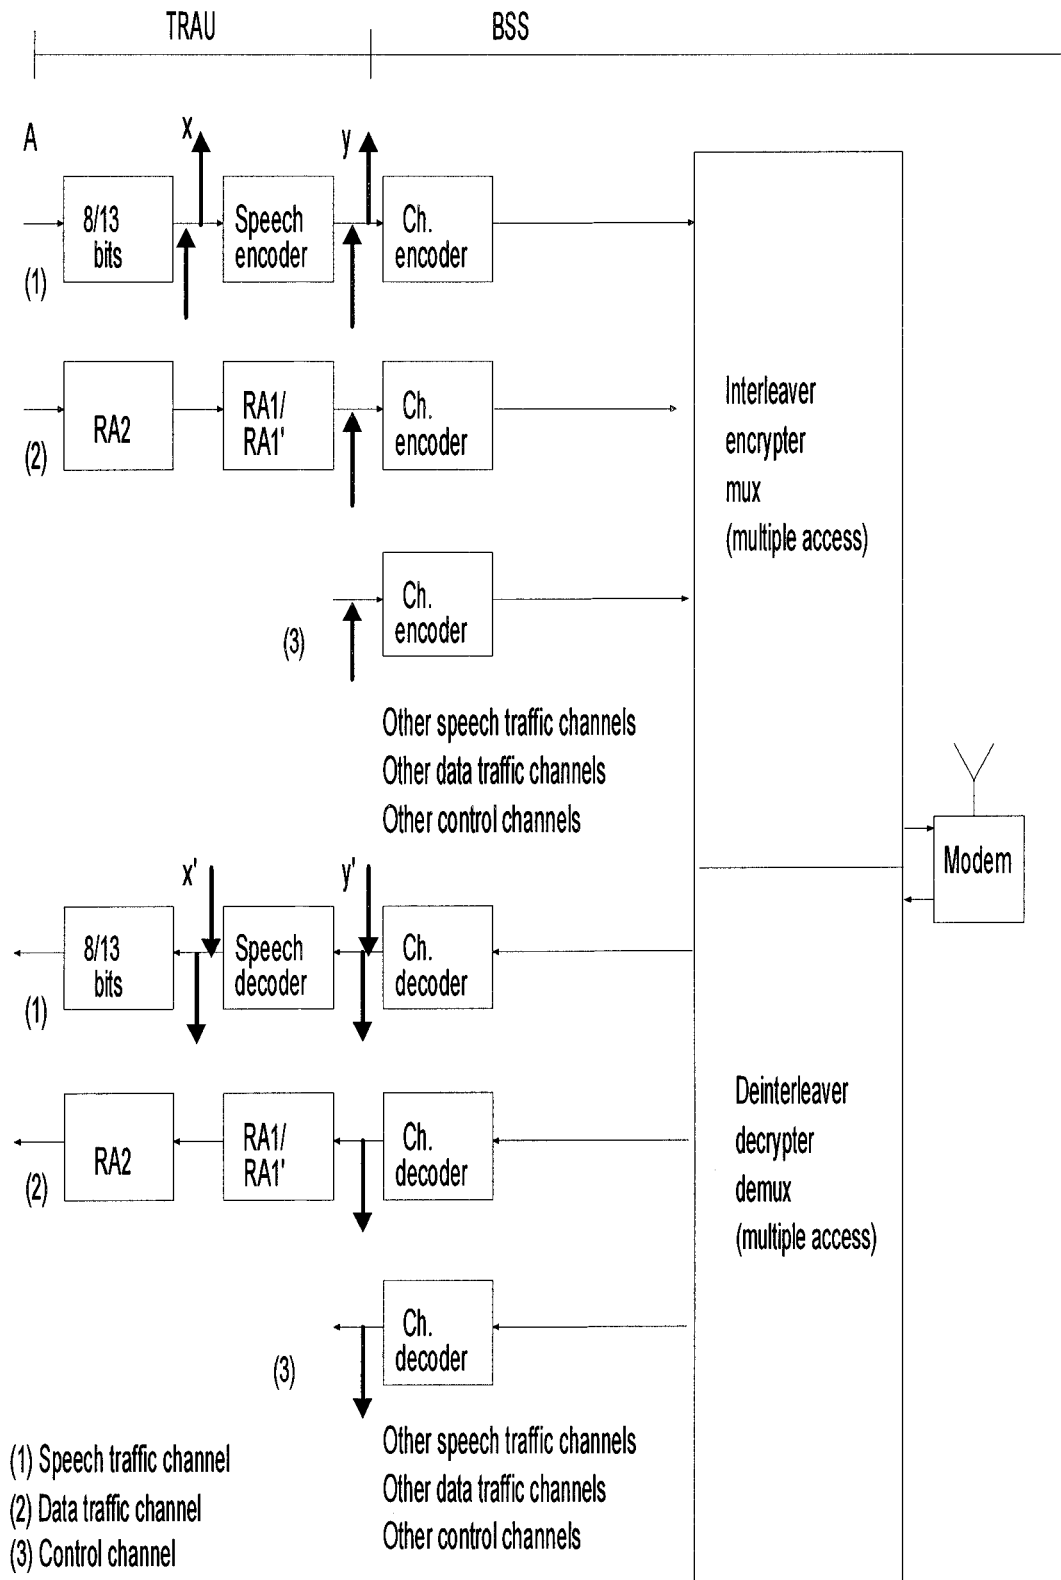 TRAU BSS
A
x
y
8/13
bits
Speech
encoder
Ch.
encoder
(1)
RA2
RA1/
RA1'
Ch.
encoder
(2)
Interleaver
encrypter
mux
(multiple access)
Ch.
encoder
(3)
Other speech traffic channels
Other data traffic channels
Other control channels
Modem
x'
y'
8/13
bits
Speech
decoder
Ch.
decoder
(1)
RA2
RA1/
RA1'
Ch.
decoder
(2)
Deinterleaver
decrypter
demux
(multiple access)
Ch.
decoder
(3)
Other speech traffic channels
Other data traffic channels
Other control channels
(1) Speech traffic channel
(2) Data traffic channel
(3) Control channel